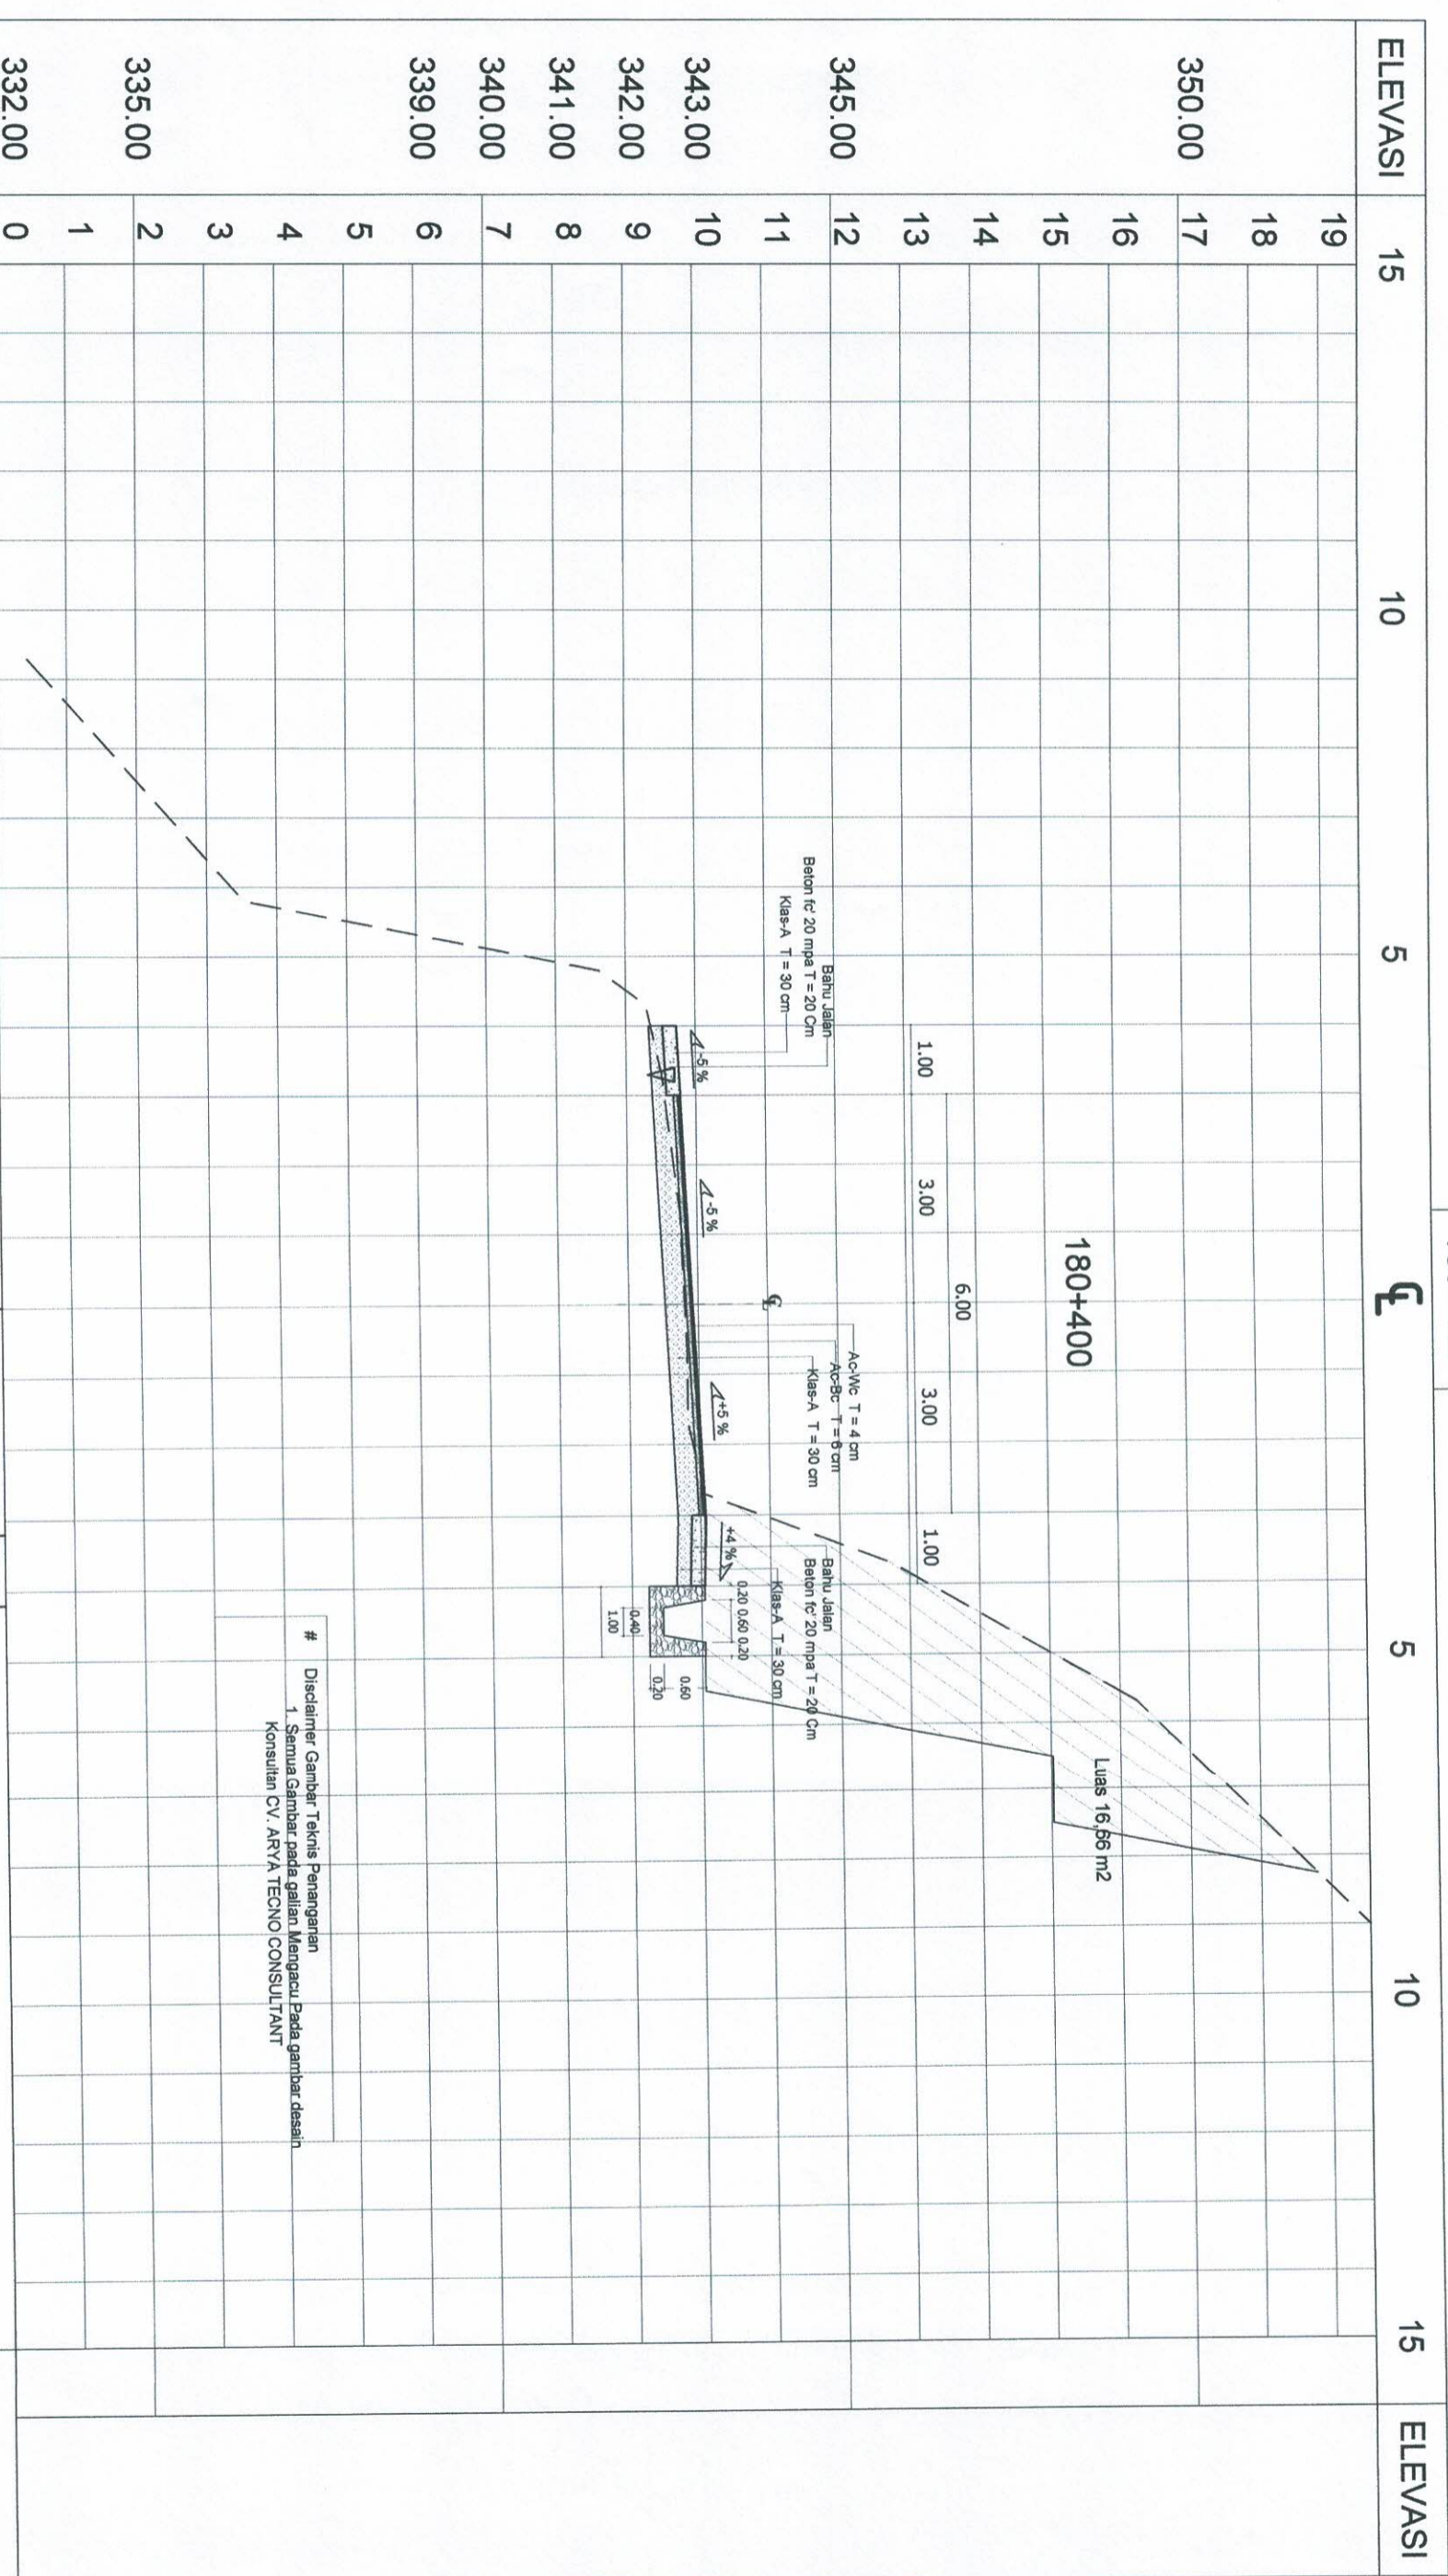 ELEVASI 15 10 5 ℄ 5 10 15 ELEVASI
19
18
350.00 17
16
15
14
13
345.00 12
11
343.00 10
342.00 9
341.00 8
340.00 7
339.00 6
5
4
3
335.00 2
1
332.00 0
180+400
6.00
1.00 3.00 3.00 1.00
Bahu Jalan
Beton fc' 20 mpa T = 20 Cm
Klas-A T = 30 cm
℄
Ac-Wc T = 4 cm
Ac-Bc T = 6 cm
Klas-A T = 30 cm
Bahu Jalan
Beton fc' 20 mpa T = 20 Cm
Klas-A T = 30 cm
-5 %
-5 %
+5 %
+4 %
0.20 0.60 0.20
0.60
0.20
0.40
1.00
Luas 16,66 m2
# Disclaimer Gambar Teknis Penanganan
1. Semua Gambar pada galian Mengacu Pada gambar desain
Konsultan CV. ARYA TECNO CONSULTANT